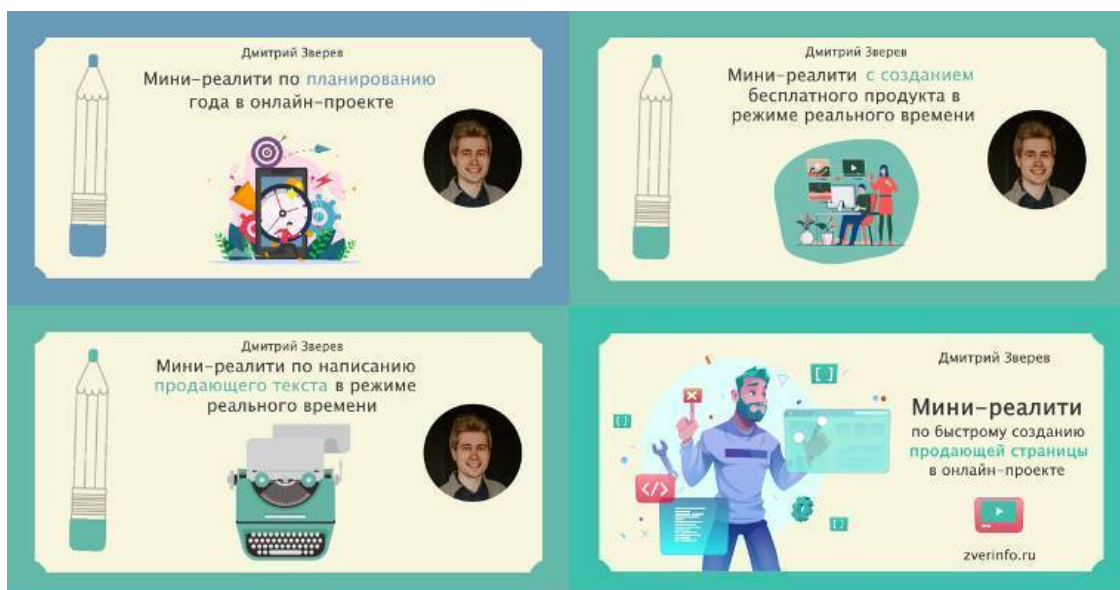 Дмитрий Зверев
Мини-реалити по планированию
года в онлайн-проекте
Дмитрий Зверев
Мини-реалити с созданием
бесплатного продукта в
режиме реального времени
Дмитрий Зверев
Мини-реалити по написанию
продающего текста в режиме
реального времени
Дмитрий Зверев
Мини-реалити
по быстрому созданию
продающей страницы
в онлайн-проекте
zverinfo.ru